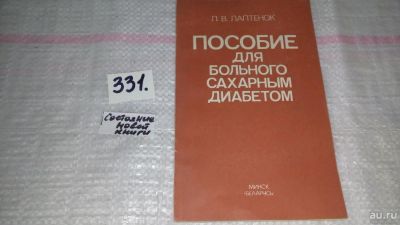 331.
Состояние
новой
книги
Л. В. ЛАПТЕНОК
ПОСОБИЕ
ДЛЯ
БОЛЬНОГО
САХАРНЫМ
ДИАБЕТОМ
МИНСК
«БЕЛАРУСЬ»
au.ru